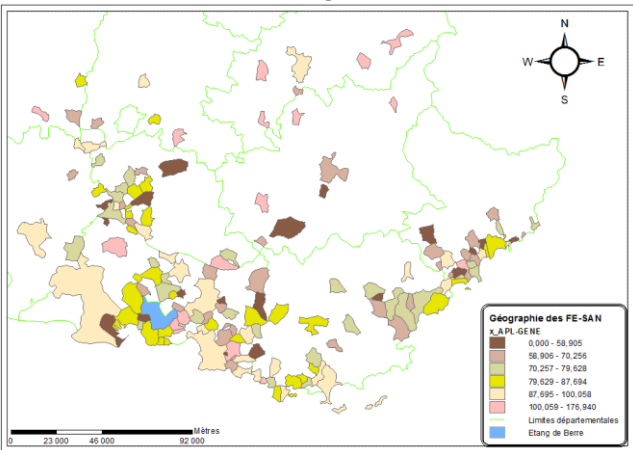 N
W E
S
Géographie des FE-SAN
x_APL-GENE
0,000 - 58,905
58,906 - 70,256
70,257 - 79,628
79,629 - 87,694
87,695 - 100,058
100,059 - 176,940
Limites départementales
Etang de Berre
Mètres
0 23 000 46 000 92 000